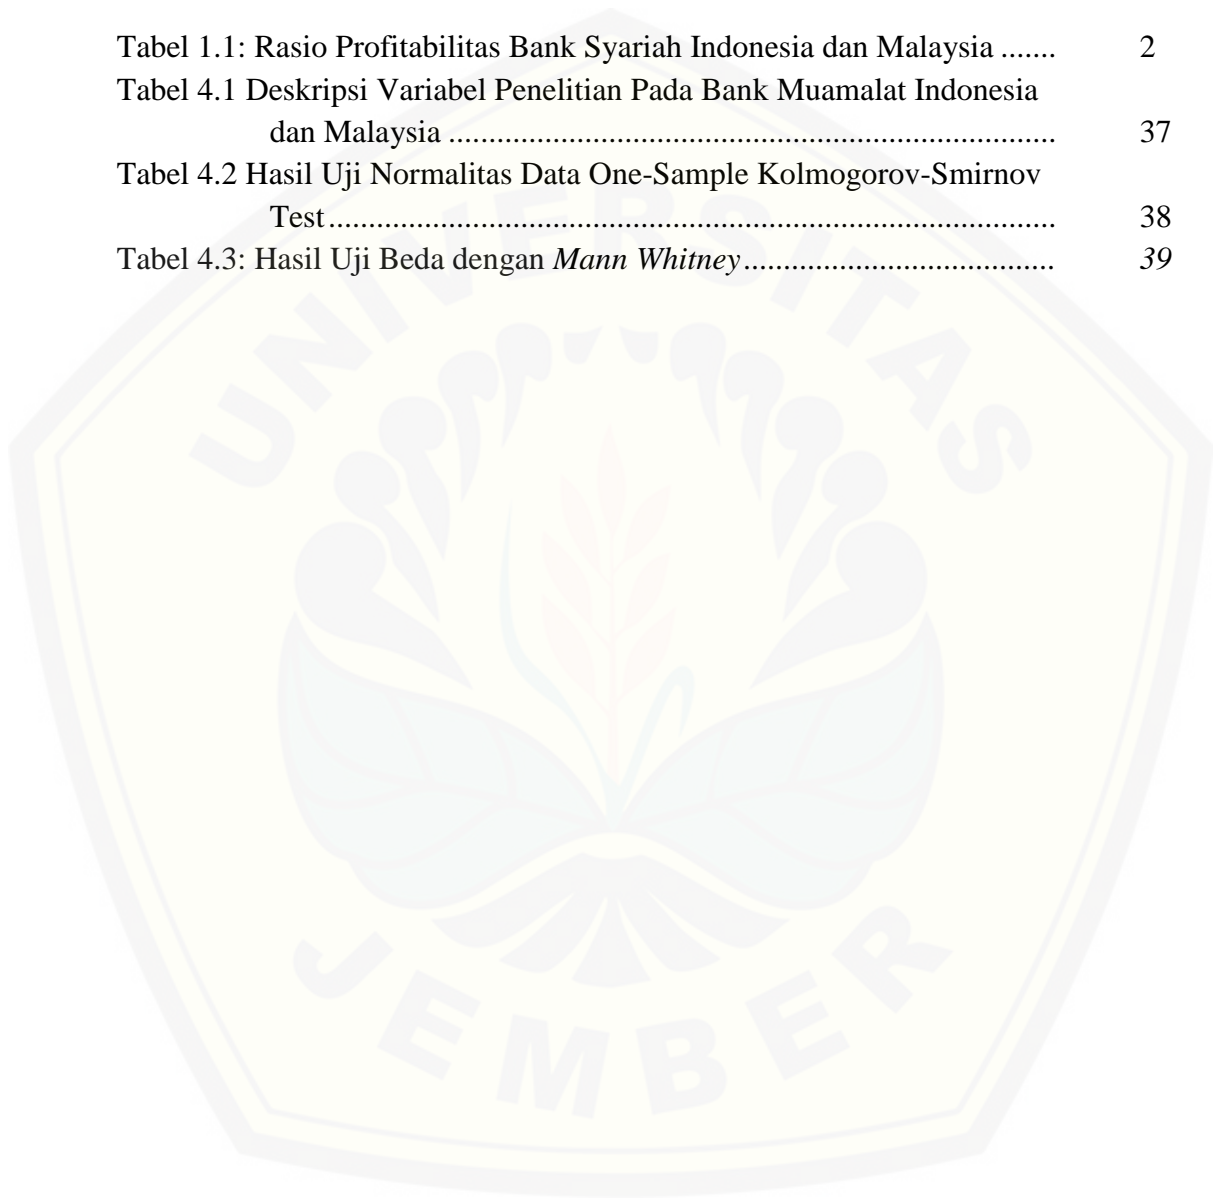 Tabel 1.1: Rasio Profitabilitas Bank Syariah Indonesia dan Malaysia ....... 2
Tabel 4.1 Deskripsi Variabel Penelitian Pada Bank Muamalat Indonesia
dan Malaysia ............................................................................ 37
Tabel 4.2 Hasil Uji Normalitas Data One-Sample Kolmogorov-Smirnov
Test ........................................................................................... 38
Tabel 4.3: Hasil Uji Beda dengan Mann Whitney ....................................... 39
UNIVERSITAS
JEMBER